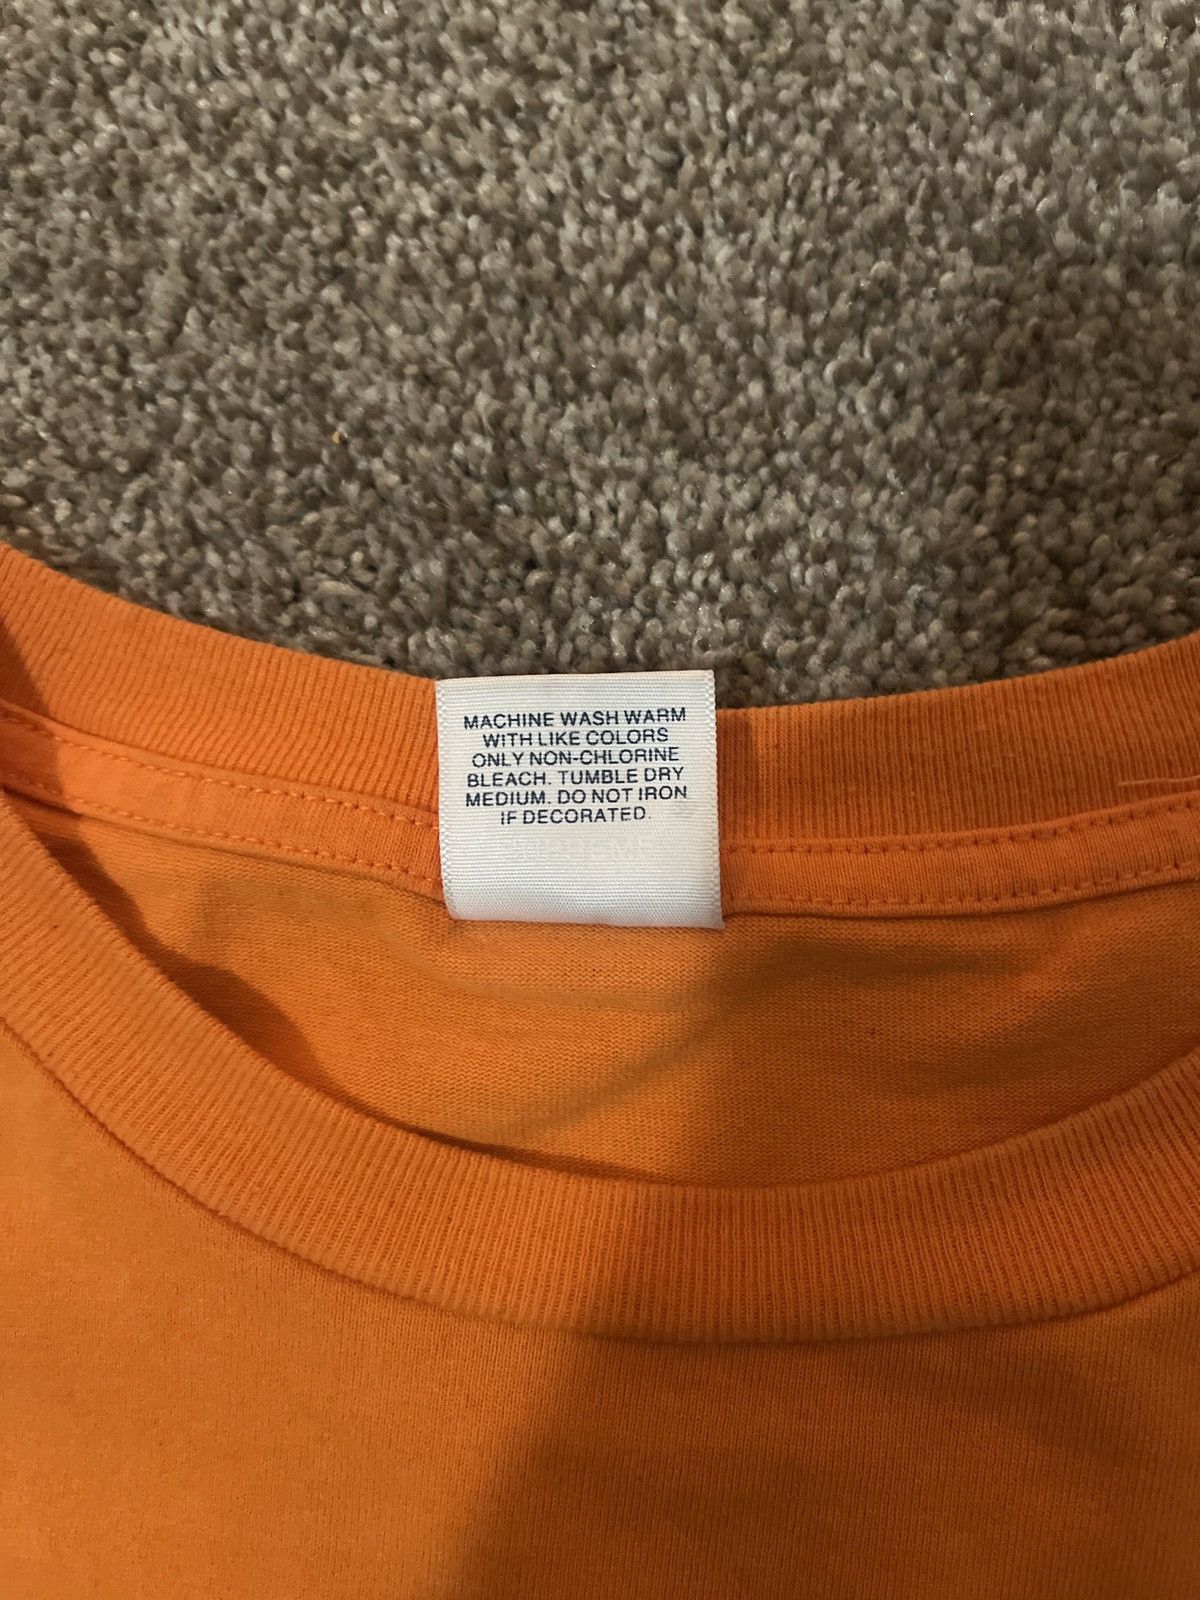 MACHINE WASH WARM
WITH LIKE COLORS
ONLY NON-CHLORINE
BLEACH. TUMBLE DRY
MEDIUM. DO NOT IRON
IF DECORATED.